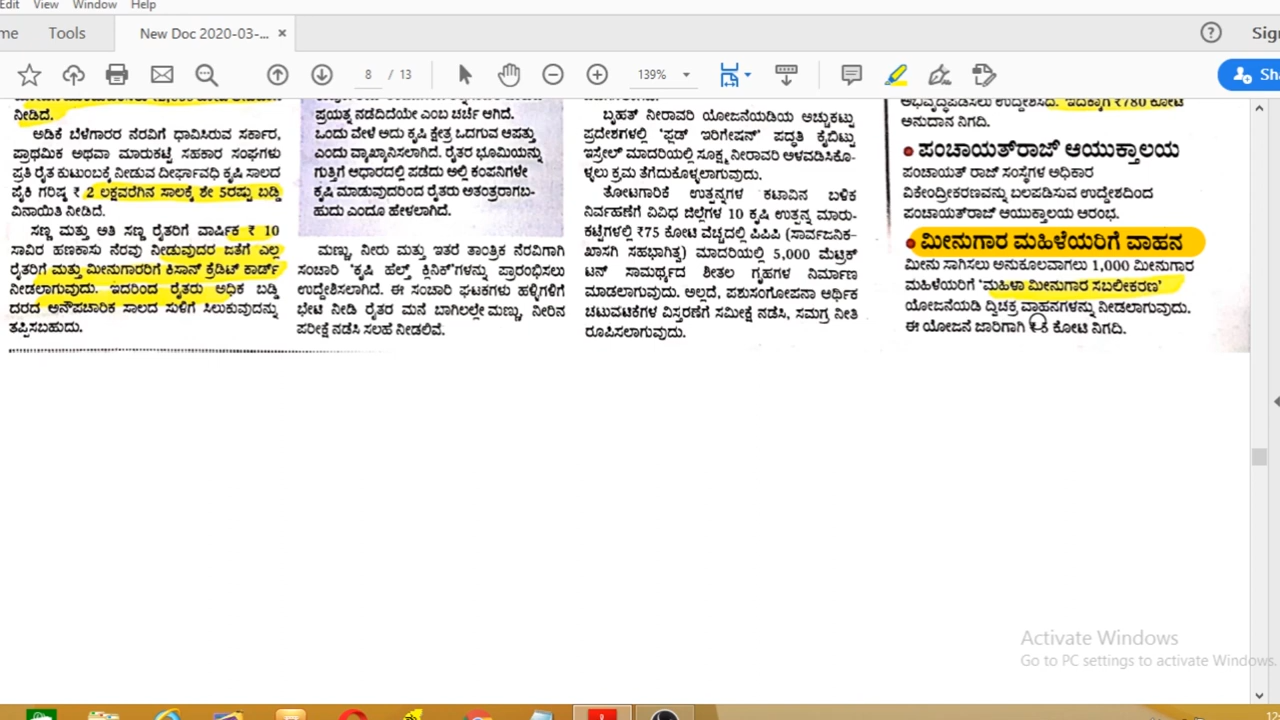 Edit View Window Help
me Tools New Doc 2020-03-... ×
? Sign
8 / 13 139% Sha
ನೀಡಿದೆ.
ಅಡಿಕೆ ಬೆಳೆಗಾರರ ನೆರವಿಗೆ ಧಾವಿಸಿರುವ ಸರ್ಕಾರ,
ಪ್ರಾಥಮಿಕ ಅಥವಾ ಮಾರುಕಟ್ಟೆ ಸಹಕಾರ ಸಂಘಗಳು
ಪ್ರತಿ ರೈತ ಕುಟುಂಬಕ್ಕೆ ನೀಡುವ ದೀರ್ಘಾವಧಿ ಕೃಷಿ ಸಾಲದ
ಪೈಕಿ ಗರಿಷ್ಠ ₹ 2 ಲಕ್ಷವರೆಗಿನ ಸಾಲಕ್ಕೆ ಶೇ 5ರಷ್ಟು ಬಡ್ಡಿ
ವಿನಾಯಿತಿ ನೀಡಿದೆ.
ಸಣ್ಣ ಮತ್ತು ಅತಿ ಸಣ್ಣ ರೈತರಿಗೆ ವಾರ್ಷಿಕ ₹ 10
ಸಾವಿರ ಹಣಕಾಸು ನೆರವು ನೀಡುವುದರ ಜತೆಗೆ ಎಲ್ಲ
ರೈತರಿಗೆ ಮತ್ತು ಮೀನುಗಾರರಿಗೆ ಕಿಸಾನ್ ಕ್ರೆಡಿಟ್ ಕಾರ್ಡ್
ನೀಡಲಾಗುವುದು. ಇದರಿಂದ ರೈತರು ಅಧಿಕ ಬಡ್ಡಿ
ದರದ ಅನೌಪಚಾರಿಕ ಸಾಲದ ಸುಳಿಗೆ ಸಿಲುಕುವುದನ್ನು
ತಪ್ಪಿಸಬಹುದು.
ಪ್ರಯತ್ನ ನಡೆದಿದೆಯೇ ಎಂಬ ಚರ್ಚೆ ಆಗಿದೆ.
ಒಂದು ವೇಳೆ ಅದು ಕೃಷಿ ಕ್ಷೇತ್ರ ಒದಗುವ ಆಪತ್ತು
ಎಂದು ವ್ಯಾಖ್ಯಾನಿಸಲಾಗಿದೆ. ರೈತರ ಭೂಮಿಯನ್ನು
ಗುತ್ತಿಗೆ ಆಧಾರದಲ್ಲಿ ಪಡೆದು ಅಲ್ಲಿ ಕಂಪನಿಗಳೇ
ಕೃಷಿ ಮಾಡುವುದರಿಂದ ರೈತರು ಅತಂತ್ರರಾಗಬ-
ಹುದು ಎಂದೂ ಹೇಳಲಾಗಿದೆ.
ಮಣ್ಣು, ನೀರು ಮತ್ತು ಇತರೆ ತಾಂತ್ರಿಕ ನೆರವಿಗಾಗಿ
ಸಂಚಾರಿ 'ಕೃಷಿ ಹೆಲ್ತ್ ಕ್ಲಿನಿಕ್'ಗಳನ್ನು ಪ್ರಾರಂಭಿಸಲು
ಉದ್ದೇಶಿಸಲಾಗಿದೆ. ಈ ಸಂಚಾರಿ ಘಟಕಗಳು ಹಳ್ಳಿಗಳಿಗೆ
ಭೇಟಿ ನೀಡಿ ರೈತರ ಮನೆ ಬಾಗಿಲಲ್ಲೇ ಮಣ್ಣು, ನೀರಿನ
ಪರೀಕ್ಷೆ ನಡೆಸಿ ಸಲಹೆ ನೀಡಲಿವೆ.
ಬೃಹತ್ ನೀರಾವರಿ ಯೋಜನೆಯಡಿಯ ಅಚ್ಚುಕಟ್ಟು
ಪ್ರದೇಶಗಳಲ್ಲಿ 'ಫ್ಲಡ್ ಇರಿಗೇಷನ್' ಪದ್ಧತಿ ಕೈಬಿಟ್ಟು
ಇಸ್ರೇಲ್ ಮಾದರಿಯಲ್ಲಿ ಸೂಕ್ಷ್ಮ ನೀರಾವರಿ ಅಳವಡಿಸಿಕೊ-
ಳ್ಳಲು ಕ್ರಮ ತೆಗೆದುಕೊಳ್ಳಲಾಗುವುದು.
ತೋಟಗಾರಿಕೆ ಉತ್ಪನ್ನಗಳ ಕಟಾವಿನ ಬಳಿಕ
ನಿರ್ವಹಣೆಗೆ ವಿವಿಧ ಜಿಲ್ಲೆಗಳ 10 ಕೃಷಿ ಉತ್ಪನ್ನ ಮಾರು-
ಕಟ್ಟೆಗಳಲ್ಲಿ ₹75 ಕೋಟಿ ವೆಚ್ಚದಲ್ಲಿ ಪಿಪಿಪಿ (ಸಾರ್ವಜನಿಕ-
ಖಾಸಗಿ ಸಹಭಾಗಿತ್ವ) ಮಾದರಿಯಲ್ಲಿ 5,000 ಮೆಟ್ರಿಕ್
ಟನ್ ಸಾಮರ್ಥ್ಯದ ಶೀತಲ ಗೃಹಗಳ ನಿರ್ಮಾಣ
ಮಾಡಲಾಗುವುದು. ಅಲ್ಲದೆ, ಪಶುಸಂಗೋಪನಾ ಆರ್ಥಿಕ
ಚಟುವಟಿಕೆಗಳ ವಿಸ್ತರಣೆಗೆ ಸಮೀಕ್ಷೆ ನಡೆಸಿ, ಸಮಗ್ರ ನೀತಿ
ರೂಪಿಸಲಾಗುವುದು.
ಅಭಿವೃದ್ಧಿಪಡಿಸಲು ಉದ್ದೇಶಿಸಿದೆ. ಇದಕ್ಕಾಗಿ ₹780 ಕೋಟಿ
ಅನುದಾನ ನಿಗದಿ.
ಪಂಚಾಯತ್‌ರಾಜ್ ಆಯುಕ್ತಾಲಯ
ಪಂಚಾಯತ್ ರಾಜ್ ಸಂಸ್ಥೆಗಳ ಅಧಿಕಾರ
ವಿಕೇಂದ್ರೀಕರಣವನ್ನು ಬಲಪಡಿಸುವ ಉದ್ದೇಶದಿಂದ
ಪಂಚಾಯತ್‌ರಾಜ್ ಆಯುಕ್ತಾಲಯ ಆರಂಭ.
ಮೀನುಗಾರ ಮಹಿಳೆಯರಿಗೆ ವಾಹನ
ಮೀನು ಸಾಗಿಸಲು ಅನುಕೂಲವಾಗಲು 1,000 ಮೀನುಗಾರ
ಮಹಿಳೆಯರಿಗೆ 'ಮಹಿಳಾ ಮೀನುಗಾರ ಸಬಲೀಕರಣ'
ಯೋಜನೆಯಡಿ ದ್ವಿಚಕ್ರ ವಾಹನಗಳನ್ನು ನೀಡಲಾಗುವುದು.
ಈ ಯೋಜನೆ ಜಾರಿಗಾಗಿ ಕೋಟಿ ನಿಗದಿ.
Activate Windows
Go to PC settings to activate Windows.